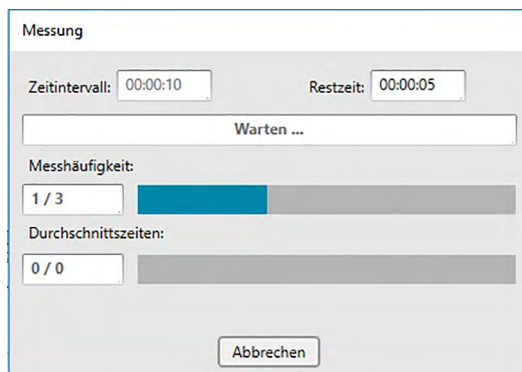 Messung
Zeitintervall: 00:00:10 Restzeit: 00:00:05
Warten ...
Messhäufigkeit:
1 / 3
Durchschnittszeiten:
0 / 0
Abbrechen